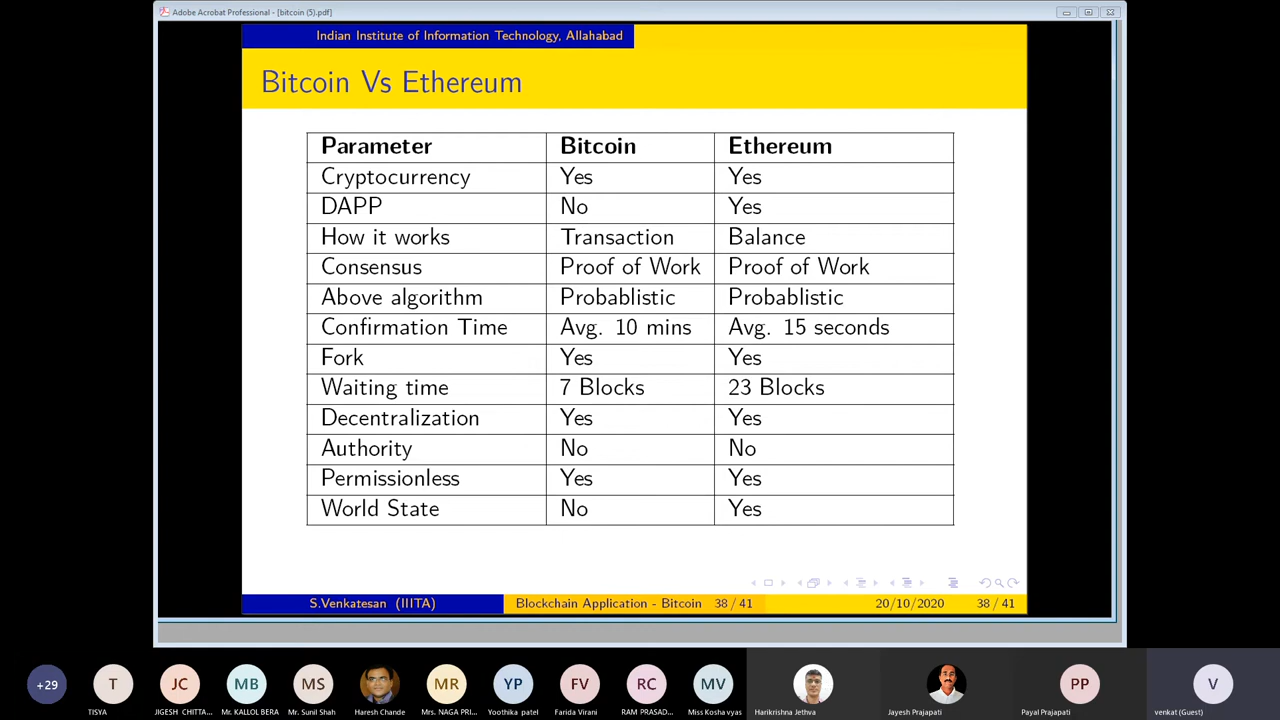 Adobe Acrobat Professional - [bitcoin (5).pdf]
Indian Institute of Information Technology, Allahabad
Bitcoin Vs Ethereum
Parameter Bitcoin Ethereum
Cryptocurrency Yes Yes
DAPP No Yes
How it works Transaction Balance
Consensus Proof of Work Proof of Work
Above algorithm Probablistic Probablistic
Confirmation Time Avg. 10 mins Avg. 15 seconds
Fork Yes Yes
Waiting time 7 Blocks 23 Blocks
Decentralization Yes Yes
Authority No No
Permissionless Yes Yes
World State No Yes
S.Venkatesan (IIITA) Blockchain Application - Bitcoin 38 / 41 20/10/2020 38 / 41
+29 T JC MB MS MR YP FV RC MV PP V
TISYA JIGESH CHITTA... Mr. KALLOL BERA Mr. Sunil Shah Haresh Chande Mrs. NAGA PRI... Yoothika patel Farida Virani RAM PRASAD... Miss Kosha vyas Harikrishna Jethva Jayesh Prajapati Payal Prajapati venkat (Guest)